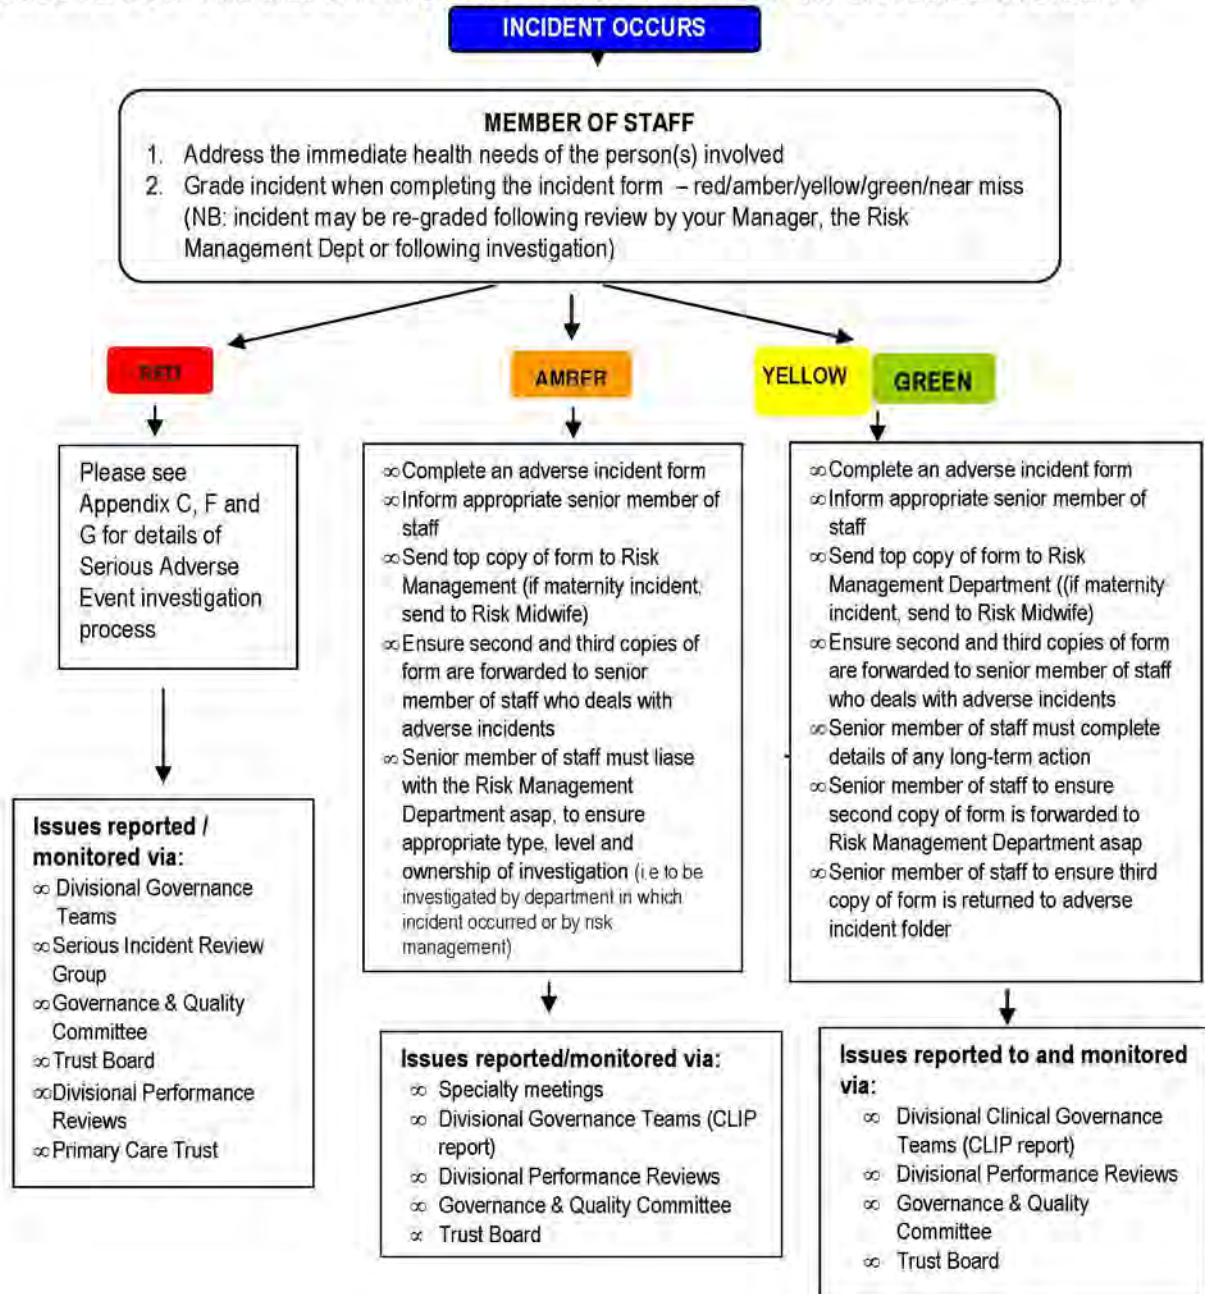 INCIDENT OCCURS
MEMBER OF STAFF
1. Address the immediate health needs of the person(s) involved
2. Grade incident when completing the incident form – red/amber/yellow/green/near miss
(NB: incident may be re-graded following review by your Manager, the Risk
Management Dept or following investigation)
RED
AMBER
YELLOW
GREEN
Please see
Appendix C, F and
G for details of
Serious Adverse
Event investigation
process
∞ Complete an adverse incident form
∞ Inform appropriate senior member of
staff
∞ Send top copy of form to Risk
Management (if maternity incident,
send to Risk Midwife)
∞ Ensure second and third copies of
form are forwarded to senior
member of staff who deals with
adverse incidents
∞ Senior member of staff must liase
with the Risk Management
Department asap, to ensure
appropriate type, level and
ownership of investigation (i.e to be
investigated by department in which
incident occurred or by risk
management)
∞ Complete an adverse incident form
∞ Inform appropriate senior member of
staff
∞ Send top copy of form to Risk
Management Department ((if maternity
incident, send to Risk Midwife)
∞ Ensure second and third copies of form
are forwarded to senior member of staff
who deals with adverse incidents
∞ Senior member of staff must complete
details of any long-term action
∞ Senior member of staff to ensure
second copy of form is forwarded to
Risk Management Department asap
∞ Senior member of staff to ensure third
copy of form is returned to adverse
incident folder
Issues reported /
monitored via:
∞ Divisional Governance
Teams
∞ Serious Incident Review
Group
∞ Governance & Quality
Committee
∞ Trust Board
∞ Divisional Performance
Reviews
∞ Primary Care Trust
Issues reported/monitored via:
∞ Specialty meetings
∞ Divisional Governance Teams (CLIP
report)
∞ Divisional Performance Reviews
∞ Governance & Quality Committee
∝ Trust Board
Issues reported to and monitored
via:
∞ Divisional Clinical Governance
Teams (CLIP report)
∞ Divisional Performance Reviews
∞ Governance & Quality
Committee
∞ Trust Board